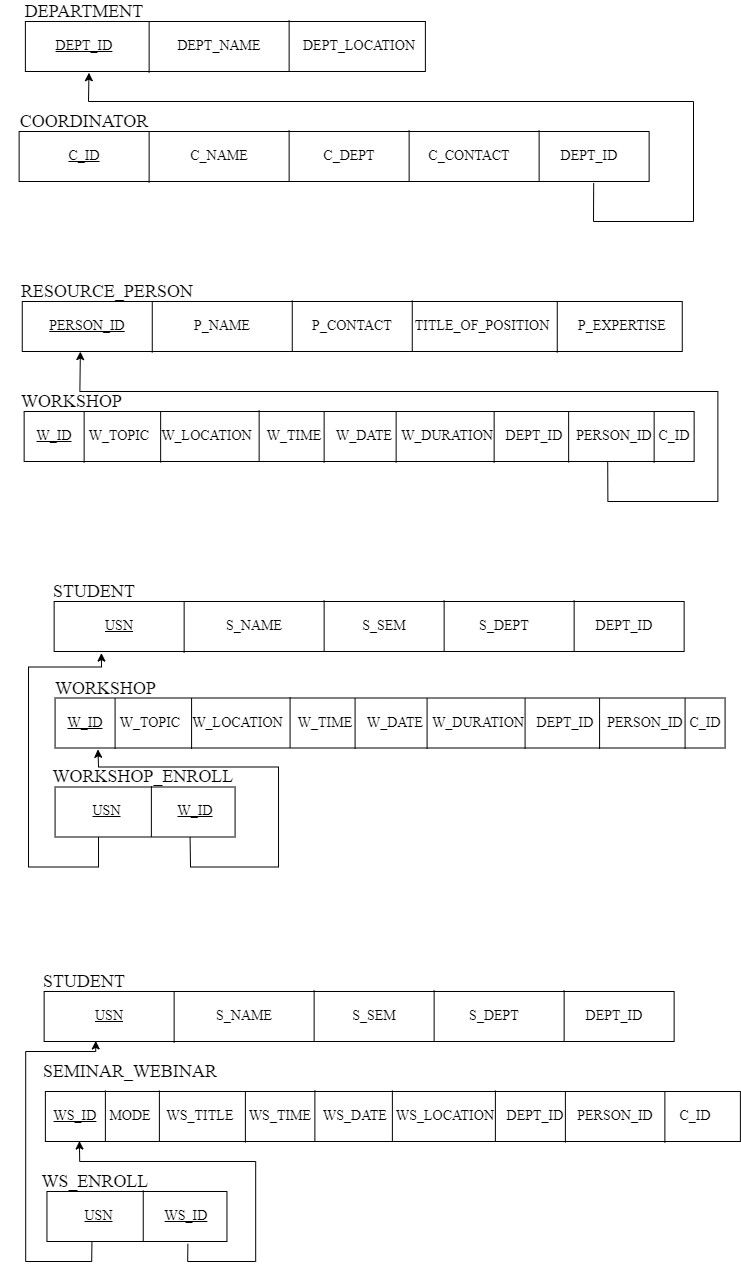 DEPARTMENT
DEPT_ID DEPT_NAME DEPT_LOCATION
COORDINATOR
C_ID C_NAME C_DEPT C_CONTACT DEPT_ID
RESOURCE_PERSON
PERSON_ID P_NAME P_CONTACT TITLE_OF_POSITION P_EXPERTISE
WORKSHOP
W_ID W_TOPIC W_LOCATION W_TIME W_DATE W_DURATION DEPT_ID PERSON_ID C_ID
STUDENT
USN S_NAME S_SEM S_DEPT DEPT_ID
WORKSHOP
W_ID W_TOPIC W_LOCATION W_TIME W_DATE W_DURATION DEPT_ID PERSON_ID C_ID
WORKSHOP_ENROLL
USN W_ID
STUDENT
USN S_NAME S_SEM S_DEPT DEPT_ID
SEMINAR_WEBINAR
WS_ID MODE WS_TITLE WS_TIME WS_DATE WS_LOCATION DEPT_ID PERSON_ID C_ID
WS_ENROLL
USN WS_ID